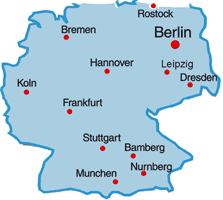 Rostock
Bremen
Berlin
Hannover
Leipzig
Dresden
Koln
Frankfurt
Stuttgart
Bamberg
Nurnberg
Munchen